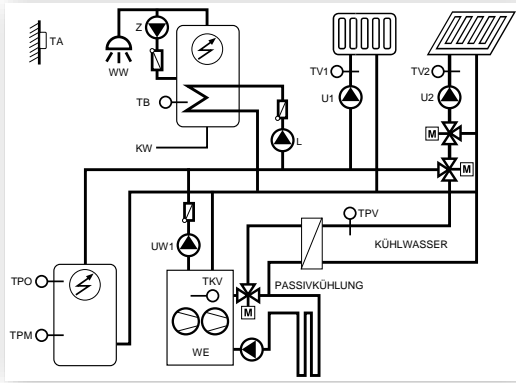 TA
Z
WW
TB
KW
L
TV1
U1
TV2
U2
M
M
TPV
KÜHLWASSER
UW1
PASSIVKÜHLUNG
TKV
M
TPO
TPM
WE